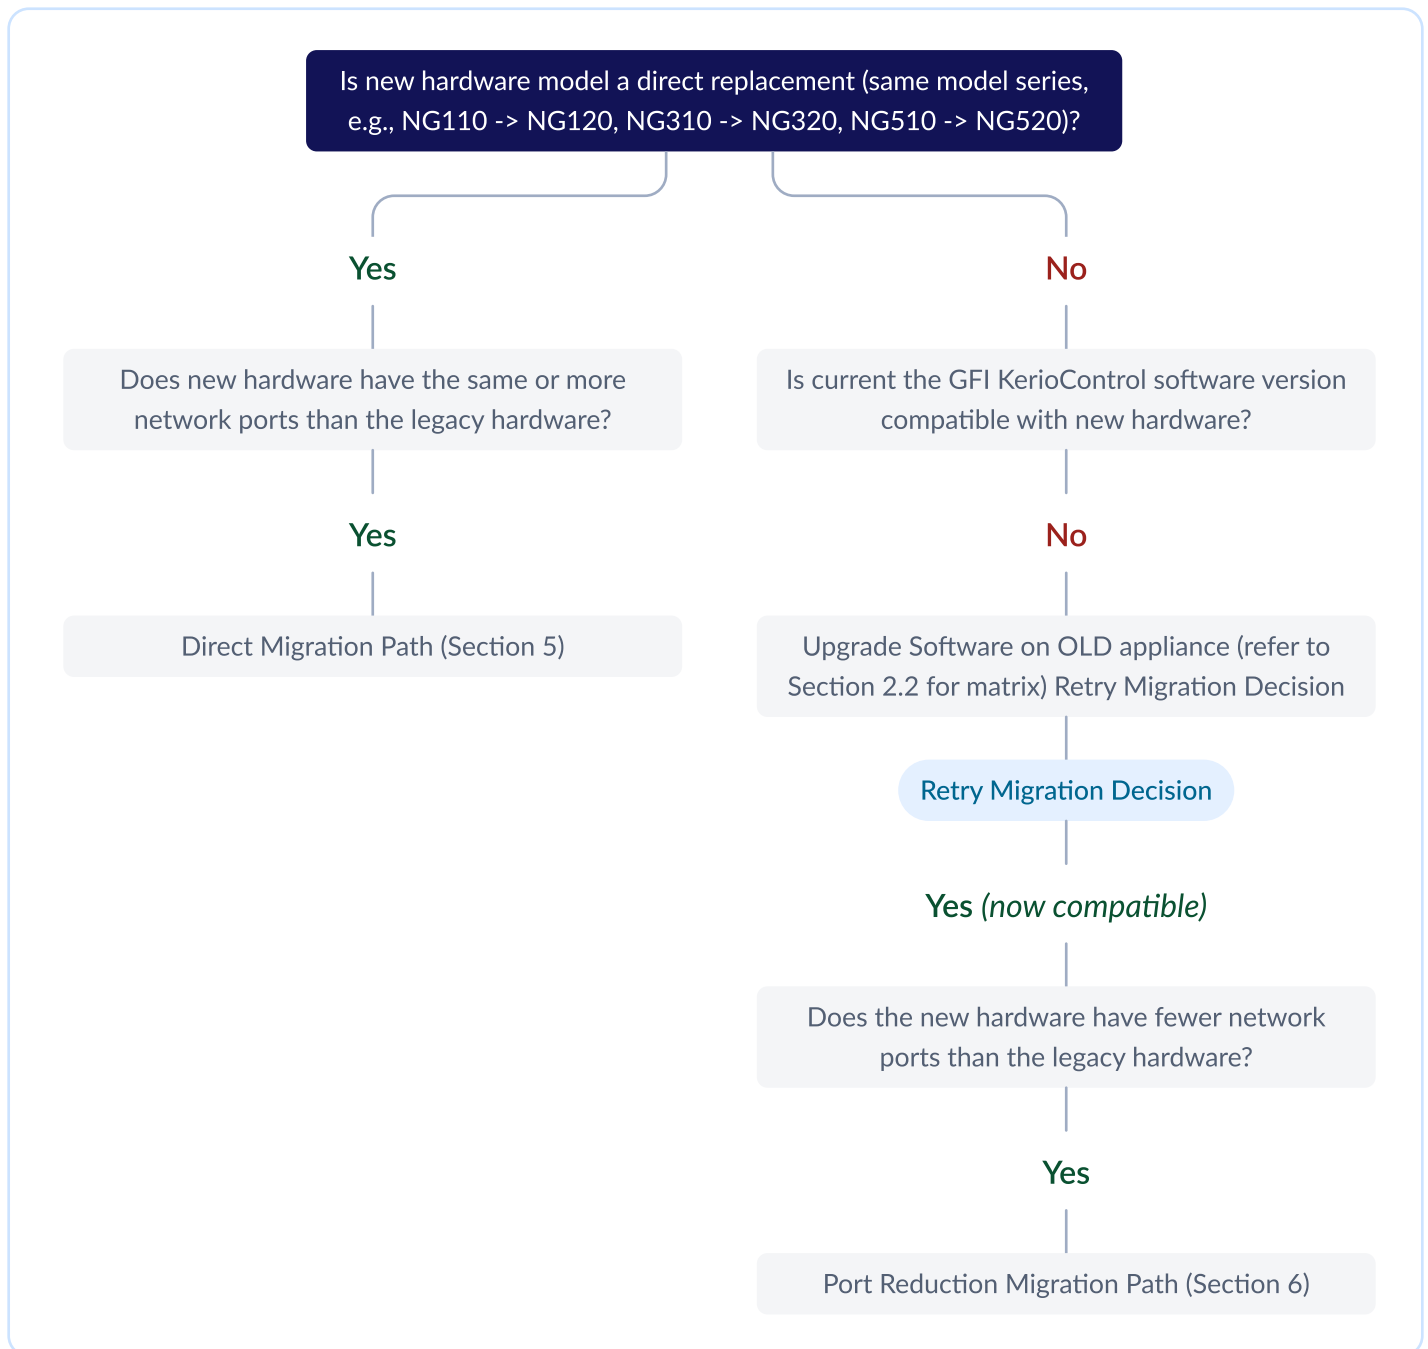 Is new hardware model a direct replacement (same model series,
e.g., NG110 -> NG120, NG310 -> NG320, NG510 -> NG520)?
Yes
No
Does new hardware have the same or more
network ports than the legacy hardware?
Is current the GFI KerioControl software version
compatible with new hardware?
Yes
No
Direct Migration Path (Section 5)
Upgrade Software on OLD appliance (refer to
Section 2.2 for matrix) Retry Migration Decision
Retry Migration Decision
Yes (now compatible)
Does the new hardware have fewer network
ports than the legacy hardware?
Yes
Port Reduction Migration Path (Section 6)